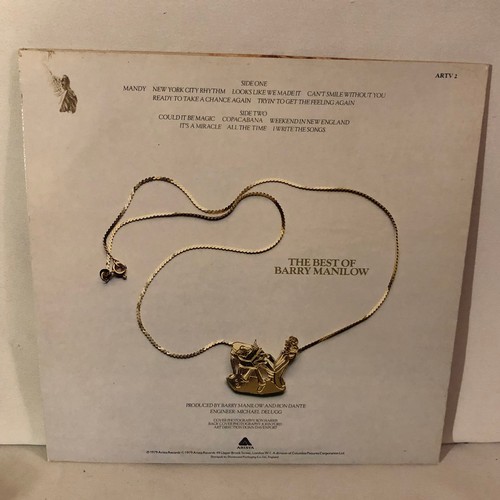 ARTV 2
SIDE ONE
MANDY NEW YORK CITY RHYTHM LOOKS LIKE WE MADE IT CAN'T SMILE WITHOUT YOU
READY TO TAKE A CHANCE AGAIN TRYIN' TO GET THE FEELING AGAIN
SIDE TWO
COULD IT BE MAGIC COPACABANA WEEKEND IN NEW ENGLAND
IT'S A MIRACLE ALL THE TIME I WRITE THE SONGS
THE BEST OF
BARRY MANILOW
PRODUCED BY BARRY MANILOW AND RON DANTE
ENGINEER: MICHAEL DELUGG
ARISTA